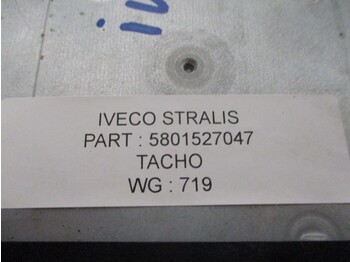 IVECO STRALIS
PART : 5801527047
TACHO
WG : 719